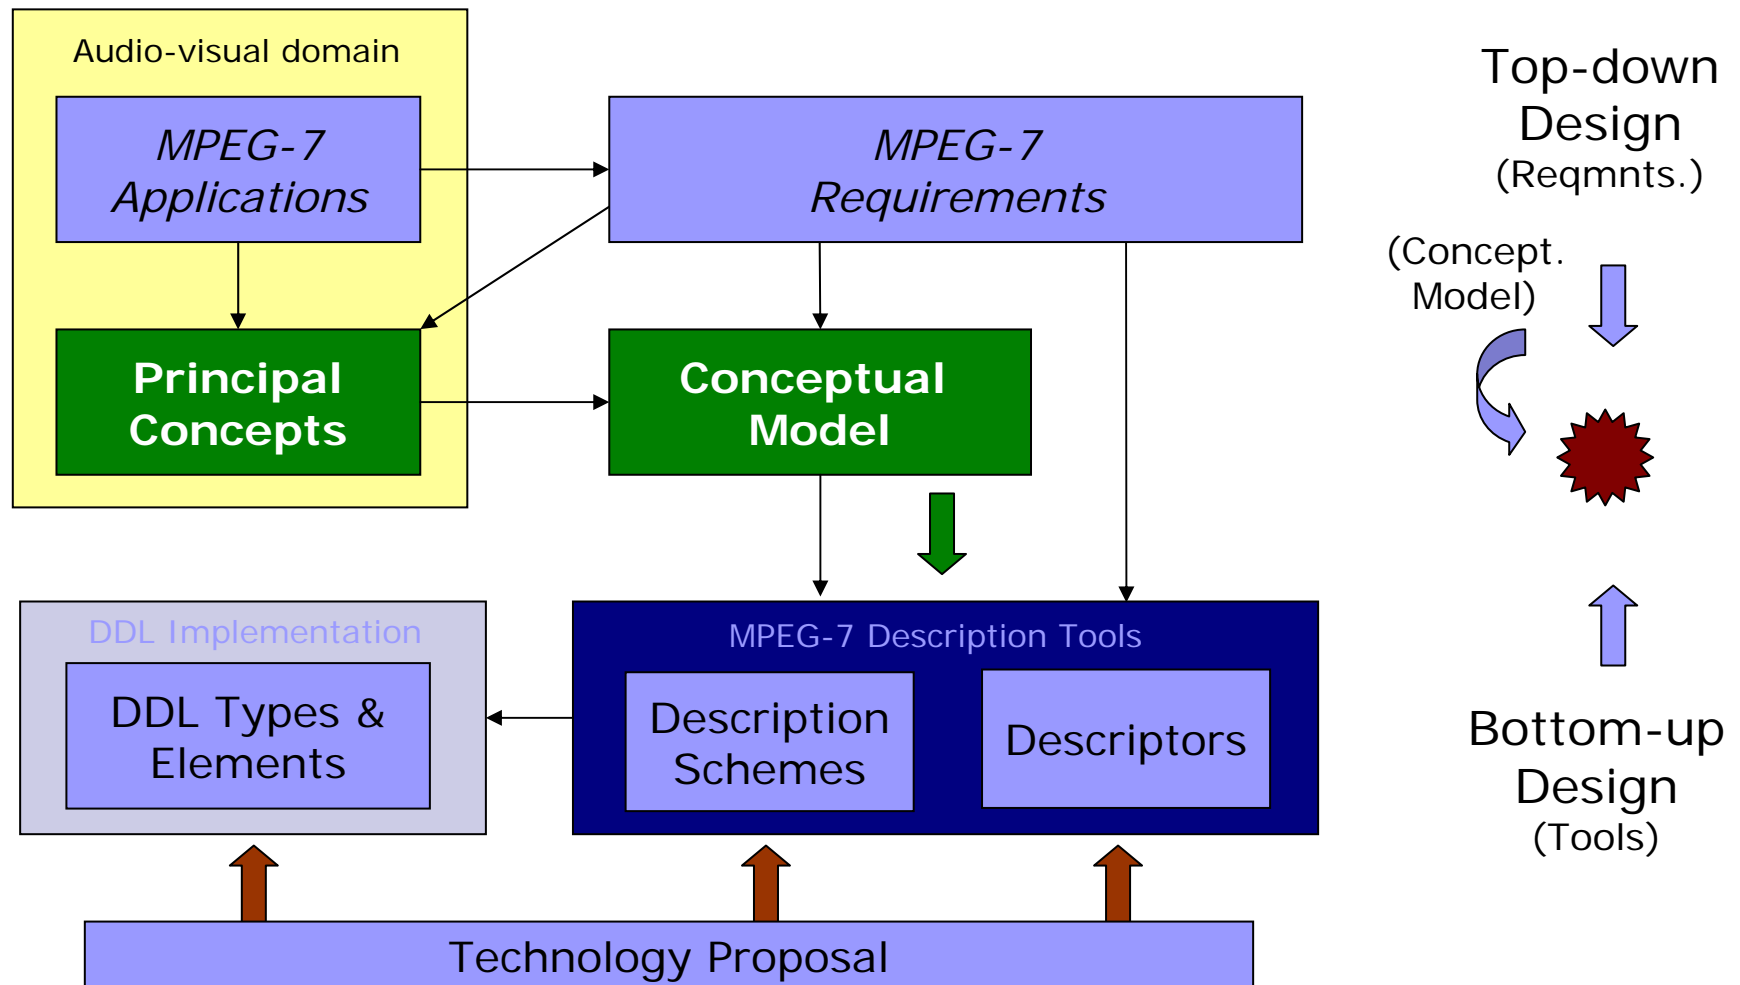 Audio-visual domain
MPEG-7
Applications
MPEG-7
Requirements
Principal
Concepts
Conceptual
Model
DDL Implementation
DDL Types &
Elements
MPEG-7 Description Tools
Description
Schemes
Descriptors
Technology Proposal
Top-down
Design
(Reqmnts.)
(Concept.
Model)
Bottom-up
Design
(Tools)